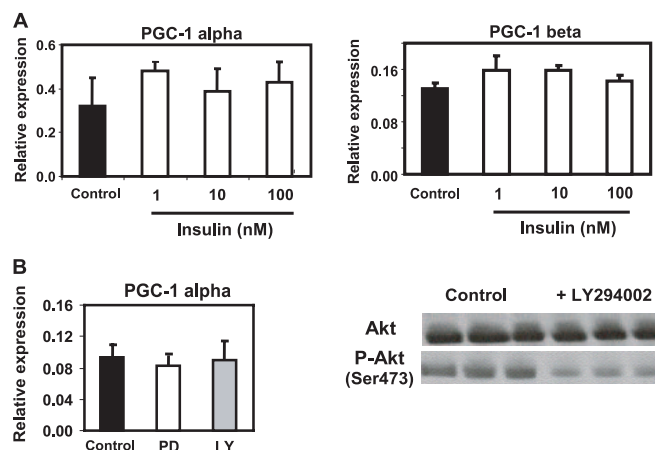 A
PGC-1 alpha
Relative expression
0.6
0.4
0.2
0.0
Control 1 10 100
Insulin (nM)
PGC-1 beta
Relative expression
0.16
0.12
0.08
Control 1 10 100
Insulin (nM)
B
PGC-1 alpha
Relative expression
0.16
0.12
0.08
0.04
0.00
Control PD LY
Control + LY294002
Akt
P-Akt
(Ser473)